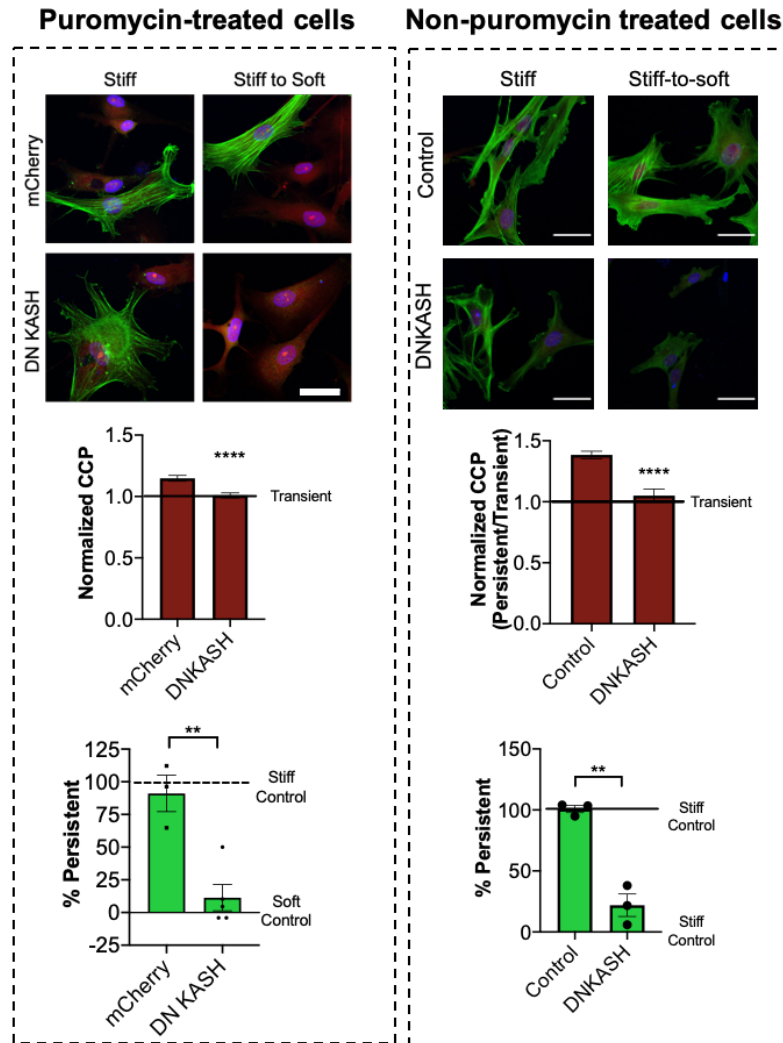 Puromycin-treated cells
Stiff
Stiff to Soft
mCherry
DN KASH
Normalized CCP
1.5
1.0
0.5
0.0
****
Transient
mCherry
DNKASH
% Persistent
125
100
75
50
25
0
-25
**
Stiff
Control
Soft
Control
mCherry
DN KASH
Non-puromycin treated cells
Stiff
Stiff-to-soft
Control
DNKASH
Normalized CCP
(Persistent/Transient)
1.5
1.0
0.5
0.0
****
Transient
Control
DNKASH
% Persistent
150
100
50
0
**
Stiff
Control
Stiff
Control
Control
DNKASH